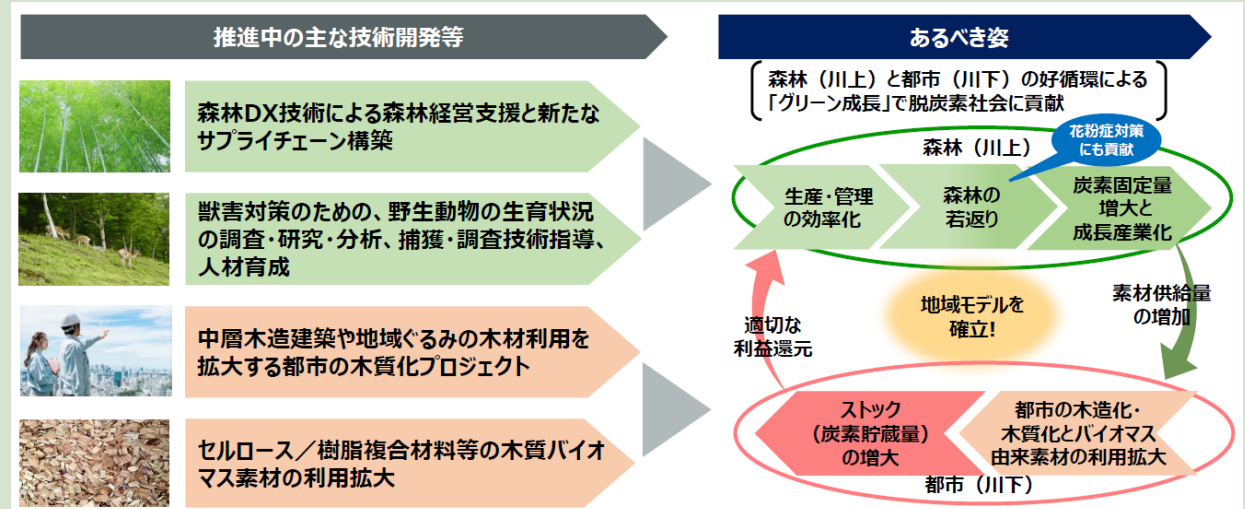 推進中の主な技術開発等
森林DX技術による森林経営支援と新たな
サプライチェーン構築
獣害対策のための、野生動物の生育状況
の調査・研究・分析、捕獲・調査技術指導、
人材育成
中層木造建築や地域ぐるみの木材利用を
拡大する都市の木質化プロジェクト
セルロース／樹脂複合材料等の木質バイオ
マス素材の利用拡大
あるべき姿
森林（川上）と都市（川下）の好循環による
「グリーン成長」で脱炭素社会に貢献
森林（川上）
花粉症対策
にも貢献
生産・管理
の効率化
森林の
若返り
炭素固定量
増大と
成長産業化
適切な
利益還元
地域モデルを
確立！
素材供給量
の増加
ストック
（炭素貯蔵量）
の増大
都市の木造化・
木質化とバイオマス
由来素材の利用拡大
都市（川下）